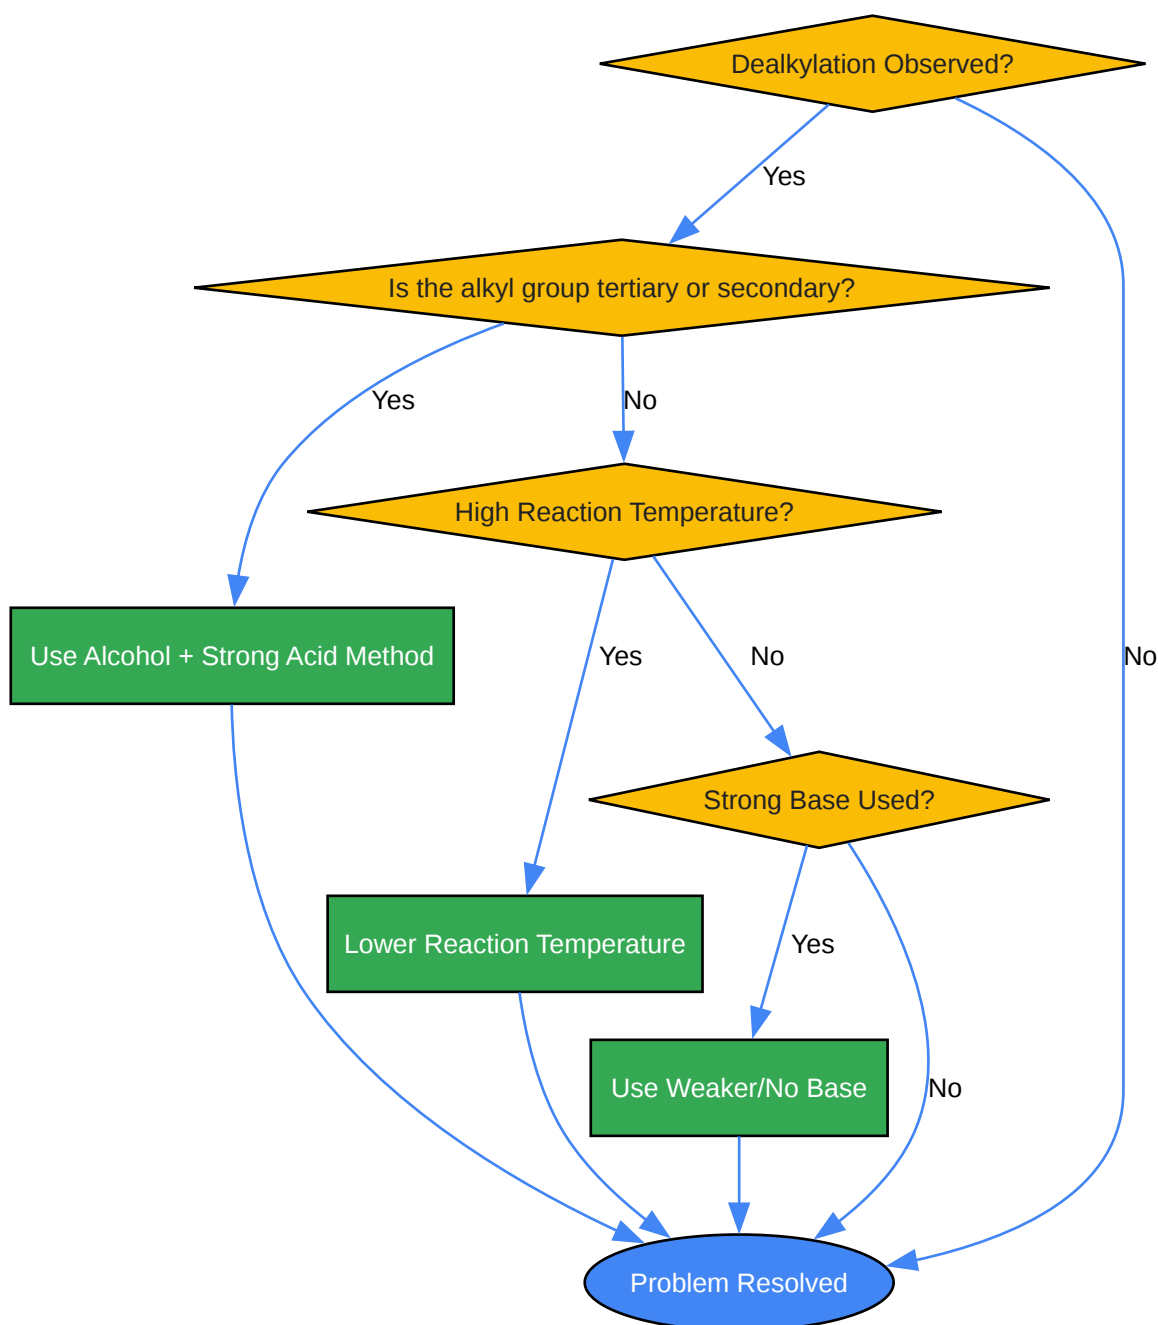 Dealkylation Observed?
Yes
Is the alkyl group tertiary or secondary?
Yes
No
High Reaction Temperature?
Use Alcohol + Strong Acid Method
Yes
No
No
Strong Base Used?
Lower Reaction Temperature
Yes
Use Weaker/No Base
No
Problem Resolved